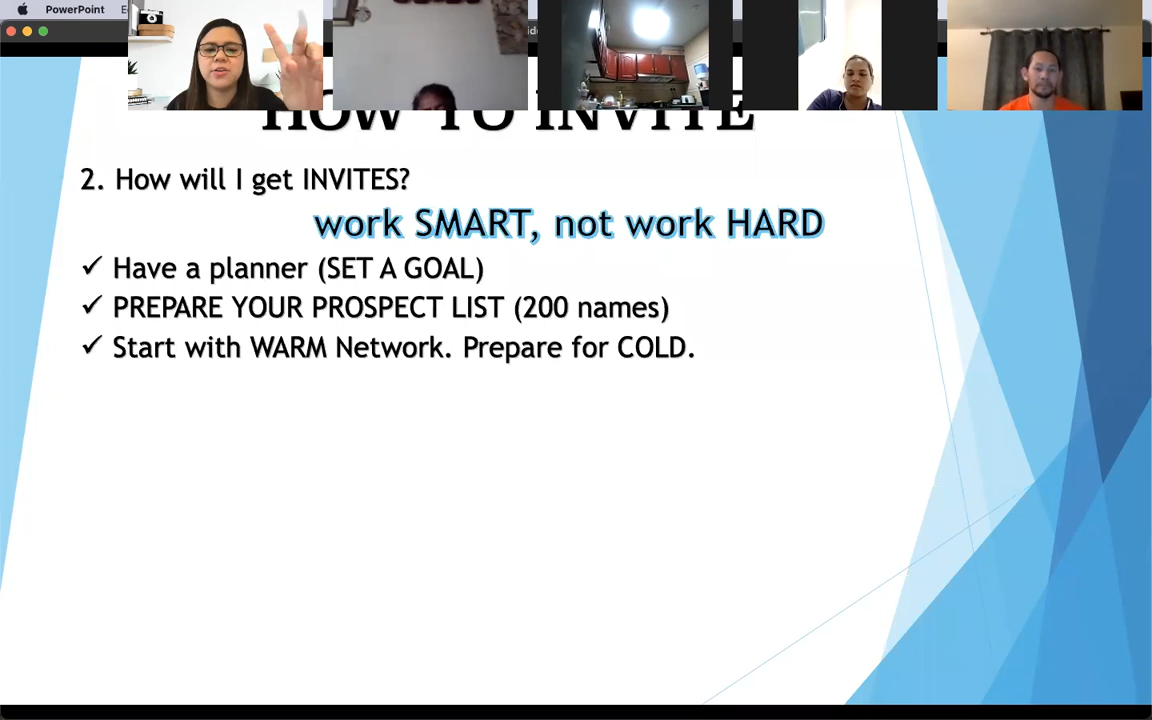 PowerPoint
HOW TO INVITE
2. How will I get INVITES?
work SMART, not work HARD
✓ Have a planner (SET A GOAL)
✓ PREPARE YOUR PROSPECT LIST (200 names)
✓ Start with WARM Network. Prepare for COLD.